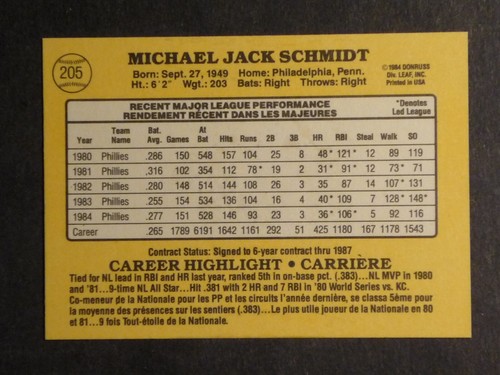 205
MICHAEL JACK SCHMIDT
©1984 DONRUSS
Div. LEAF, INC.
Printed in USA
Born: Sept. 27, 1949 Home: Philadelphia, Penn.
Ht.: 6'2" Wgt.: 203 Bats: Right Throws: Right
RECENT MAJOR LEAGUE PERFORMANCE
RENDEMENT RÉCENT DANS LES MAJEURES
*Denotes
Led League
Year Team Name Bat. Avg. Games At Bat Hits Runs 2B 3B HR RBI Steal Walk SO
1980 Phillies .286 150 548 157 104 25 8 48* 121* 12 89 119
1981 Phillies .316 102 354 112 78* 19 2 31* 91* 12 73* 71
1982 Phillies .280 148 514 144 108 26 3 35 87 14 107* 131
1983 Phillies .255 154 534 136 104 16 4 40* 109 7 128* 148*
1984 Phillies .277 151 528 146 93 23 3 36* 106* 5 92 116
Career .265 1789 6191 1642 1161 292 51 425 1180 167 1178 1543
Contract Status: Signed to 6-year contract thru 1987
CAREER HIGHLIGHT • CARRIÈRE
Tied for NL lead in RBI and HR last year, ranked 5th in on-base pct. (.383)...NL MVP in 1980
and '81...9-time NL All Star...Hit .381 with 2 HR and 7 RBI in '80 World Series vs. KC.
Co-meneur de la Nationale pour les PP et les circuits l'année dernière, se classa 5ème pour
la moyenne des présences sur les sentiers (.383)...Le plus utile joueur de la Nationale en 80
et 81...9 fois Tout-étoile de la Nationale.